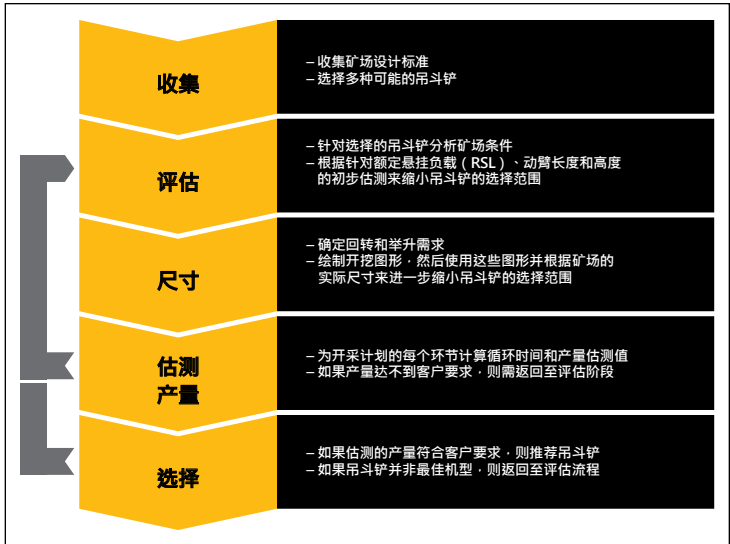 收集
– 收集矿场设计标准
– 选择多种可能的吊斗铲
评估
– 针对选择的吊斗铲分析矿场条件
– 根据针对额定悬挂负载（RSL）、动臂长度和高度
的初步估测来缩小吊斗铲的选择范围
尺寸
– 确定回转和举升需求
– 绘制开挖图形，然后使用这些图形并根据矿场的
实际尺寸来进一步缩小吊斗铲的选择范围
估测
产量
– 为开采计划的每个环节计算循环时间和产量估测值
– 如果产量达不到客户要求，则需返回至评估阶段
选择
– 如果估测的产量符合客户要求，则推荐吊斗铲
– 如果吊斗铲并非最佳机型，则返回至评估流程